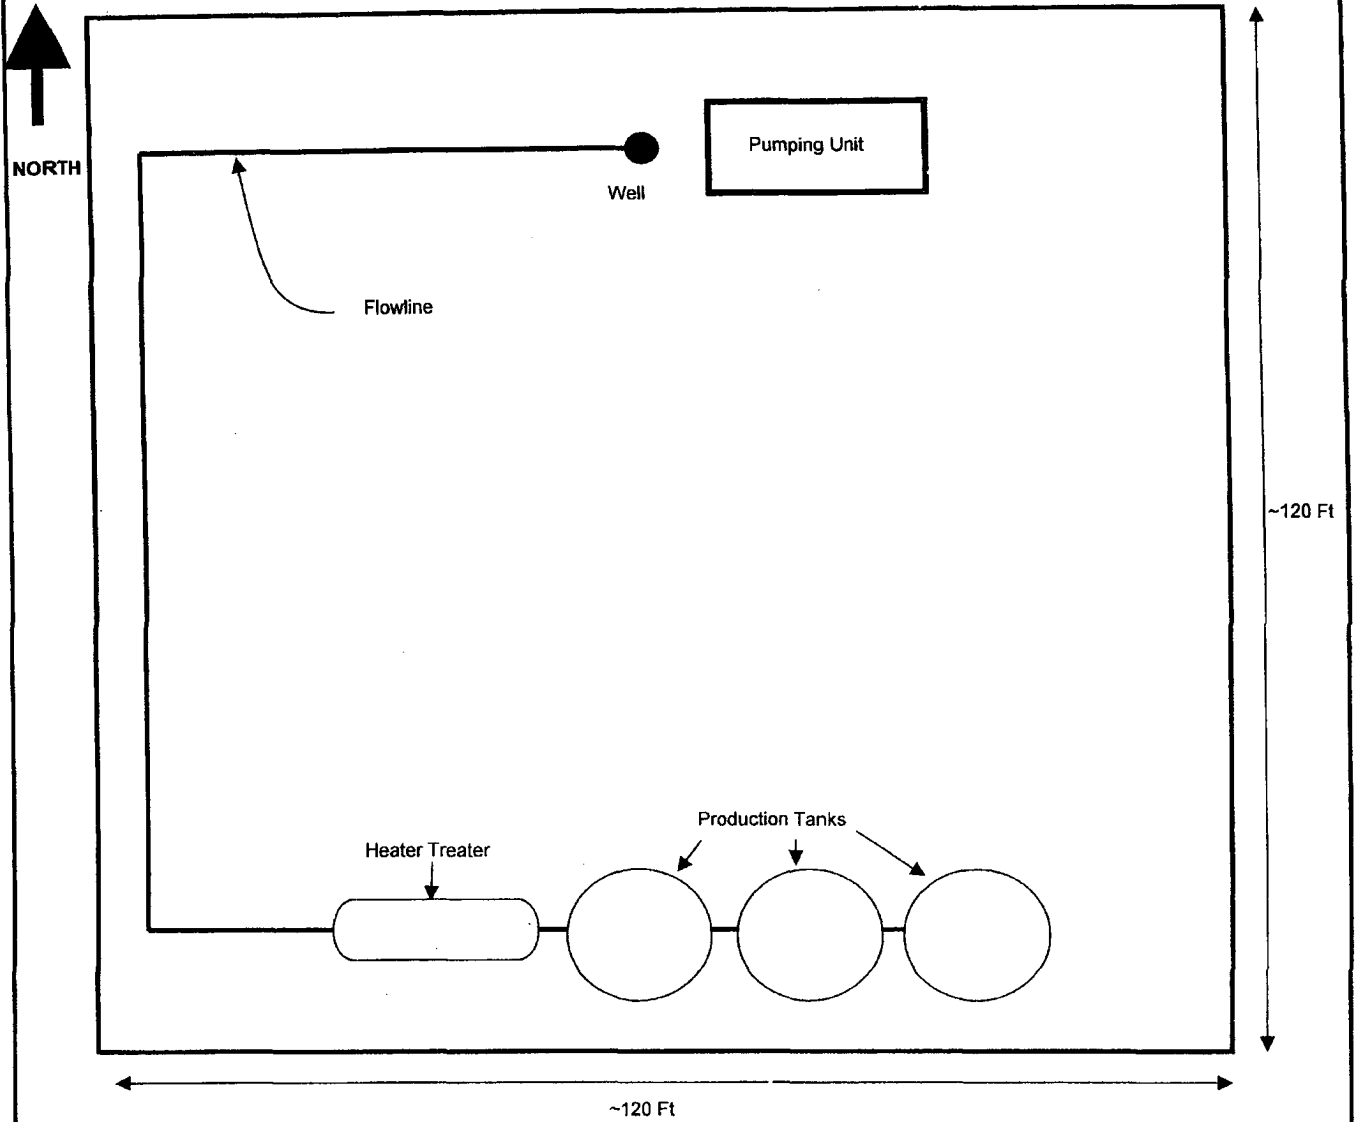 NORTH
Pumping Unit
Well
Flowline
~120 Ft
Production Tanks
Heater Treater
~120 Ft